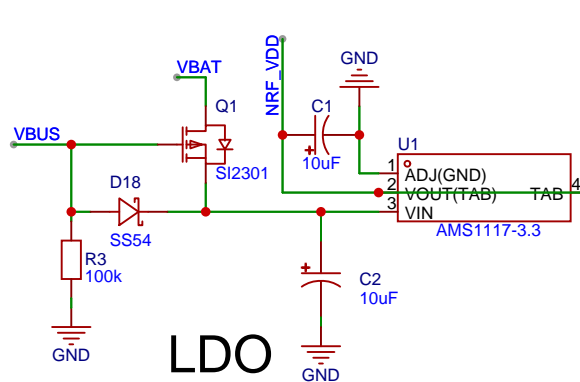 VBAT
GND
NRF_VDD
Q1
C1
VBUS
10uF
U1
SI2301
1
ADJ(GND)
2
VOUT(TAB)
TAB
4
3
VIN
AMS1117-3.3
D18
SS54
R3
100k
C2
10uF
GND
LDO
GND